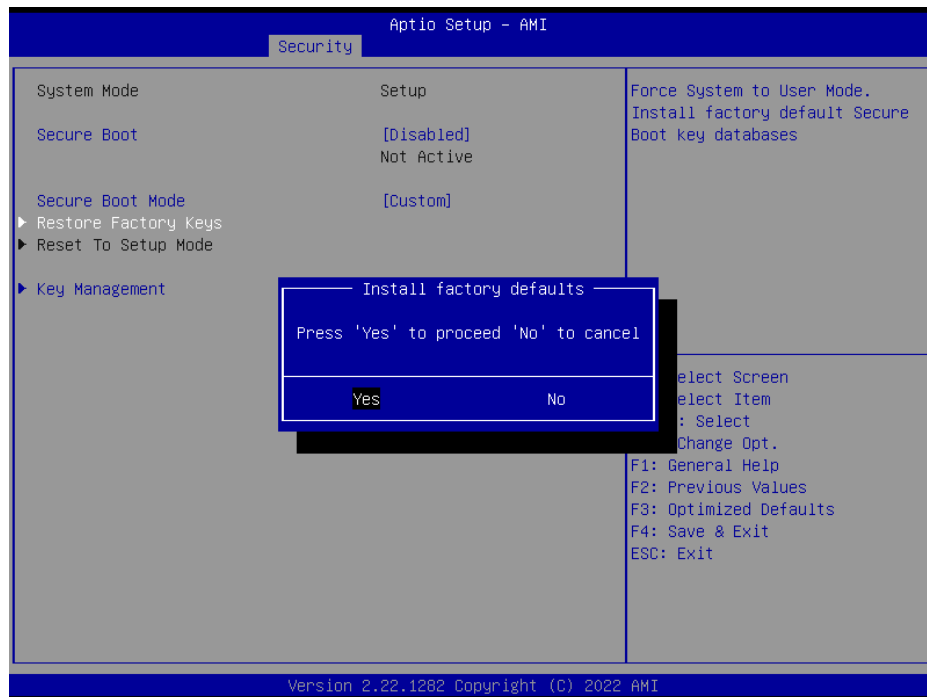 Aptio Setup – AMI
Security
System Mode Setup
Secure Boot [Disabled]
Not Active
Secure Boot Mode [Custom]
Restore Factory Keys
Reset To Setup Mode
Key Management
Force System to User Mode.
Install factory default Secure
Boot key databases
Install factory defaults
Press 'Yes' to proceed 'No' to cancel
Yes No
elect Screen
elect Item
: Select
Change Opt.
F1: General Help
F2: Previous Values
F3: Optimized Defaults
F4: Save & Exit
ESC: Exit
Version 2.22.1282 Copyright (C) 2022 AMI